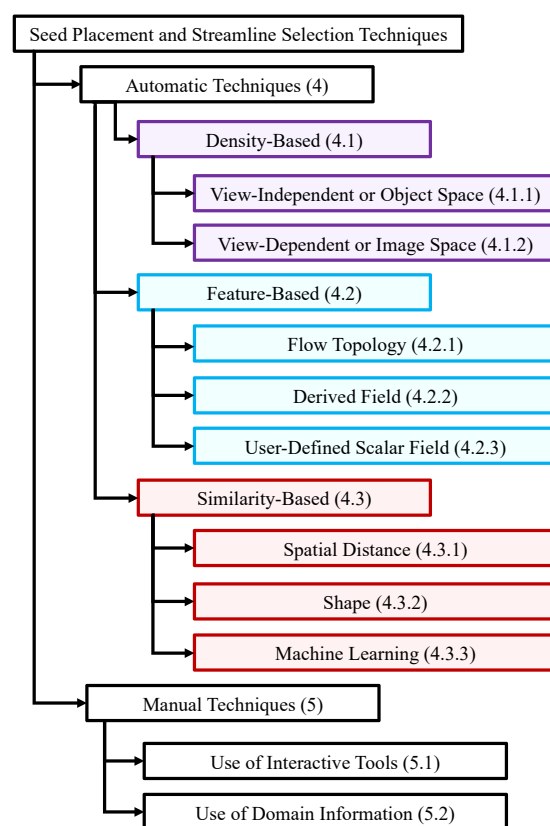 Seed Placement and Streamline Selection Techniques
Automatic Techniques (4)
Density-Based (4.1)
View-Independent or Object Space (4.1.1)
View-Dependent or Image Space (4.1.2)
Feature-Based (4.2)
Flow Topology (4.2.1)
Derived Field (4.2.2)
User-Defined Scalar Field (4.2.3)
Similarity-Based (4.3)
Spatial Distance (4.3.1)
Shape (4.3.2)
Machine Learning (4.3.3)
Manual Techniques (5)
Use of Interactive Tools (5.1)
Use of Domain Information (5.2)